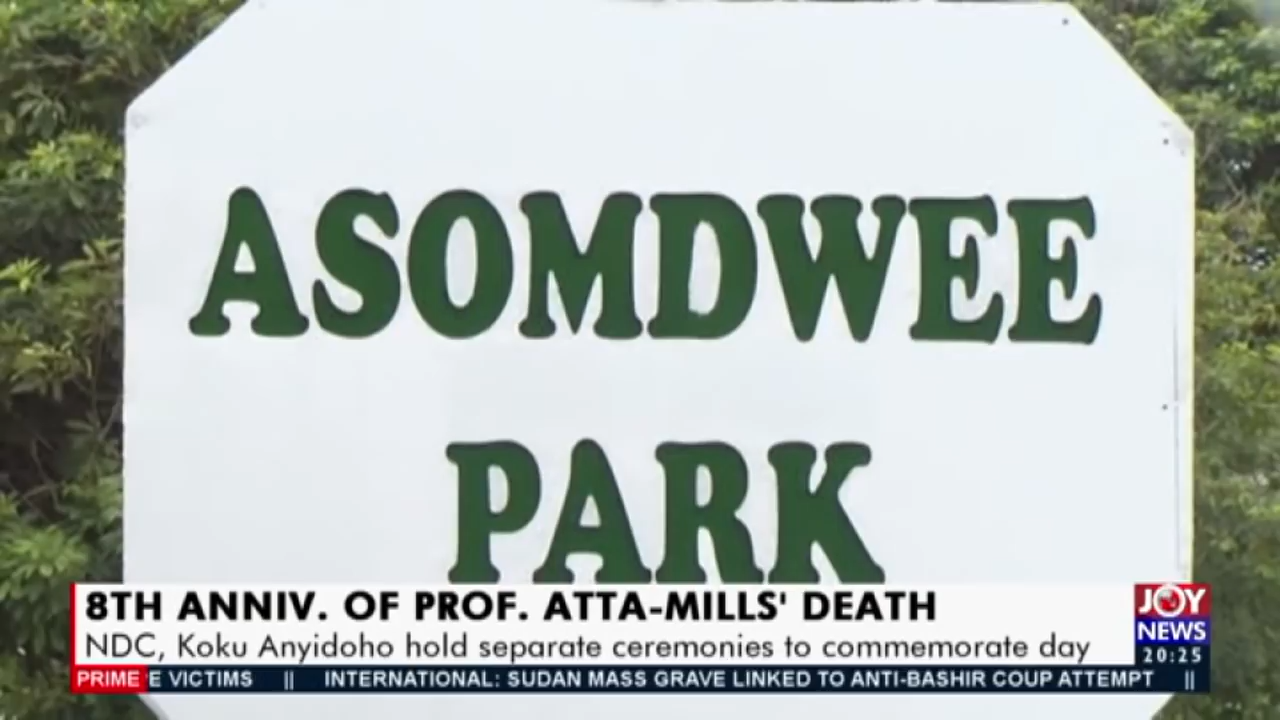 ASOMDWEE
PARK
8TH ANNIV. OF PROF. ATTA-MILLS' DEATH
NDC, Koku Anyidoho hold separate ceremonies to commemorate day
JOY
NEWS
20:25
PRIME E VICTIMS || INTERNATIONAL: SUDAN MASS GRAVE LINKED TO ANTI-BASHIR COUP ATTEMPT ||